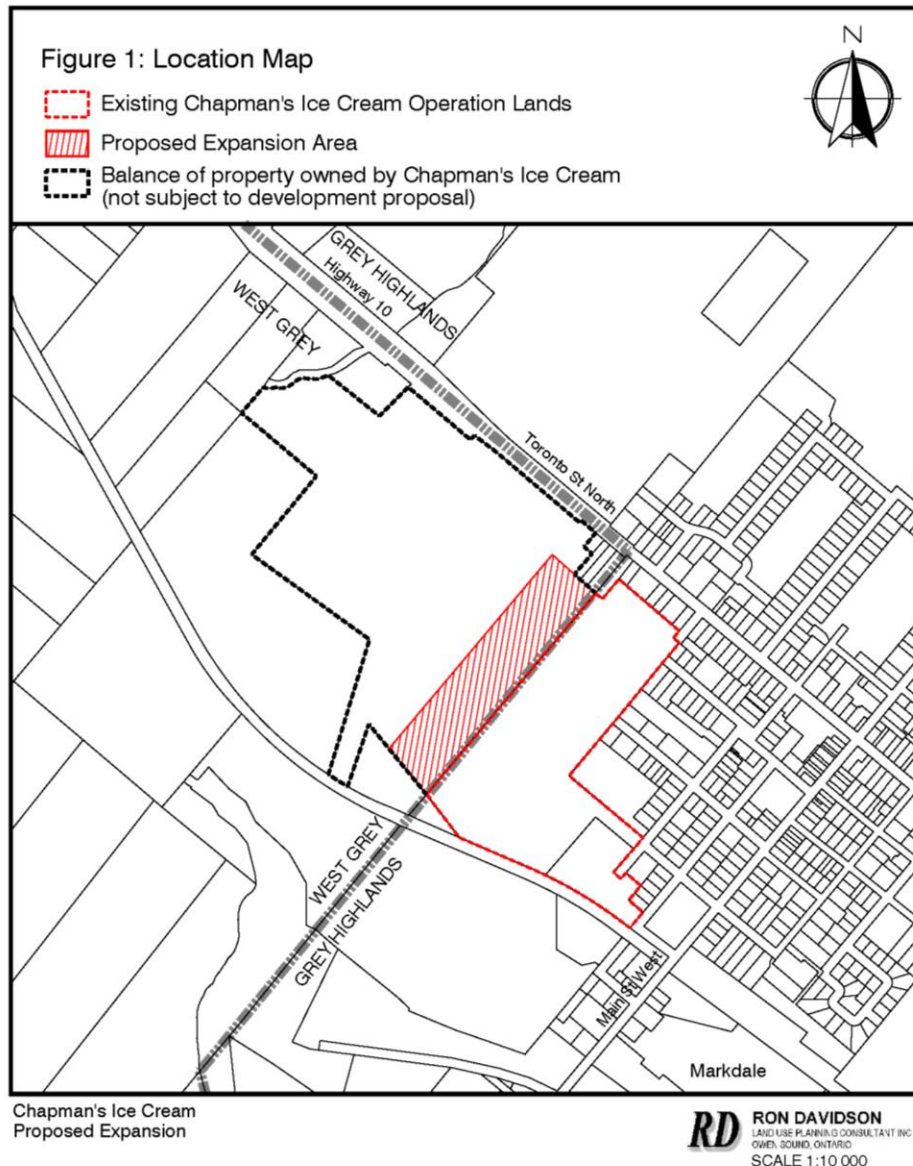 Figure 1: Location Map
N
Existing Chapman's Ice Cream Operation Lands
Proposed Expansion Area
Balance of property owned by Chapman's Ice Cream
(not subject to development proposal)
GREY HIGHLANDS
Highway 10
WEST GREY
Toronto St North
WEST GREY
GREY HIGHLANDS
Main St West
Markdale
Chapman's Ice Cream
Proposed Expansion
RD
RON DAVIDSON
LAND USE PLANNING CONSULTANT INC
OWEN SOUND, ONTARIO
SCALE 1:10 000